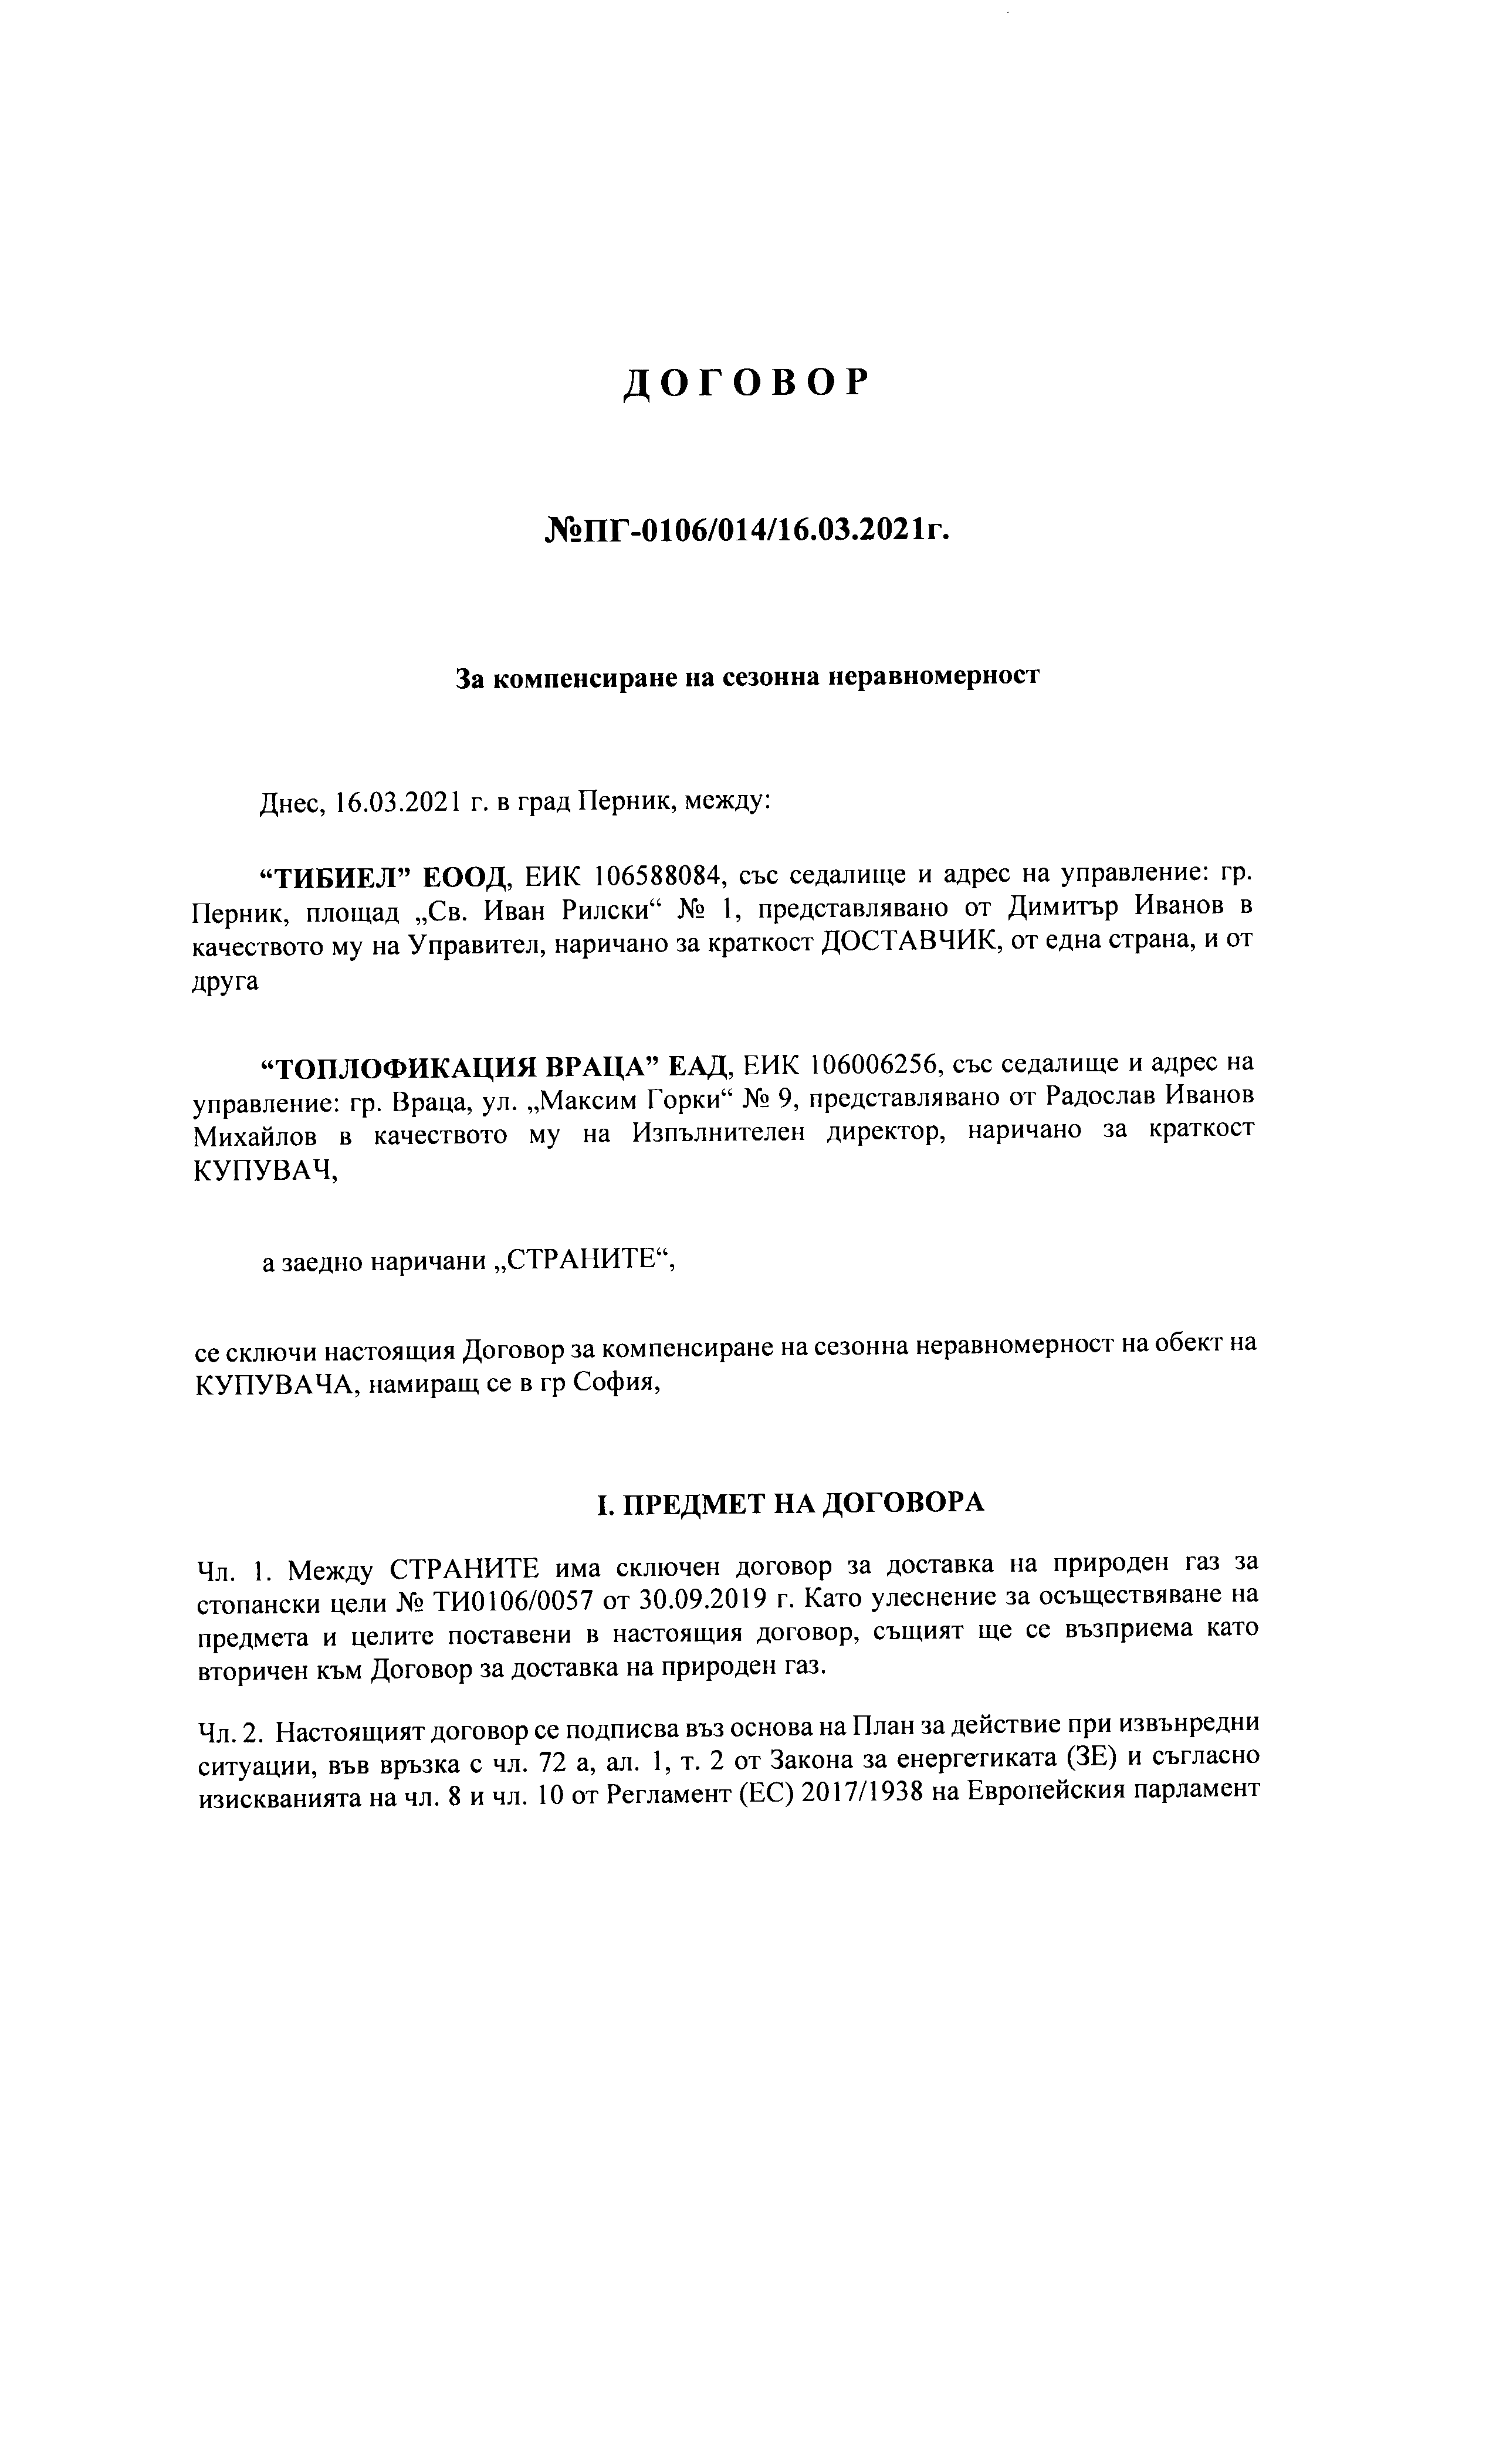 ДОГОВОР
№ПГ-0106/014/16.03.2021г.
За компенсиране на сезонна неравномерност
Днес, 16.03.2021 г. в град Перник, между:
“ТИБИЕЛ” ЕООД, ЕИК 106588084, със седалище и адрес на управление: гр.
Перник, площад „Св. Иван Рилски“ № 1, представлявано от Димитър Иванов в
качеството му на Управител, наричано за краткост ДОСТАВЧИК, от една страна, и от
друга
“ТОПЛОФИКАЦИЯ ВРАЦА” ЕАД, ЕИК 106006256, със седалище и адрес на
управление: гр. Враца, ул. „Максим Горки“ № 9, представлявано от Радослав Иванов
Михайлов в качеството му на Изпълнителен директор, наричано за краткост
КУПУВАЧ,
а заедно наричани „СТРАНИТЕ“,
се сключи настоящия Договор за компенсиране на сезонна неравномерност на обект на
КУПУВАЧА, намиращ се в гр София,
I. ПРЕДМЕТ НА ДОГОВОРА
Чл. 1. Между СТРАНИТЕ има сключен договор за доставка на природен газ за
стопански цели № ТИ0106/0057 от 30.09.2019 г. Като улеснение за осъществяване на
предмета и целите поставени в настоящия договор, същият ще се възприема като
вторичен към Договор за доставка на природен газ.
Чл. 2. Настоящият договор се подписва въз основа на План за действие при извънредни
ситуации, във връзка с чл. 72 а, ал. 1, т. 2 от Закона за енергетиката (ЗЕ) и съгласно
изискванията на чл. 8 и чл. 10 от Регламент (ЕС) 2017/1938 на Европейския парламент